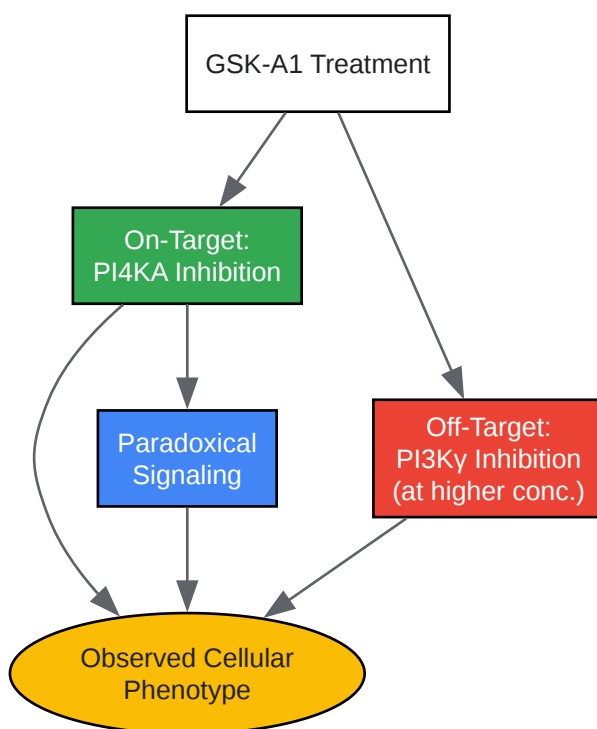 GSK-A1 Treatment
On-Target:
PI4KA Inhibition
Paradoxical
Signaling
Off-Target:
PI3Kγ Inhibition
(at higher conc.)
Observed Cellular
Phenotype